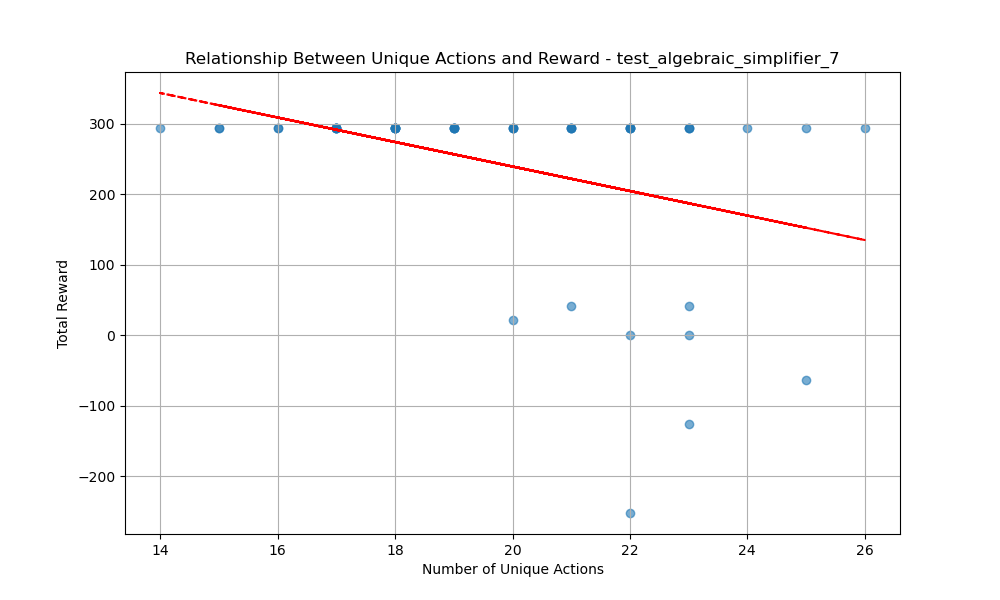 Relationship Between Unique Actions and Reward - test_algebraic_simplifier_7
300
200
100
0
−100
−200
Total Reward
14 16 18 20 22 24 26
Number of Unique Actions